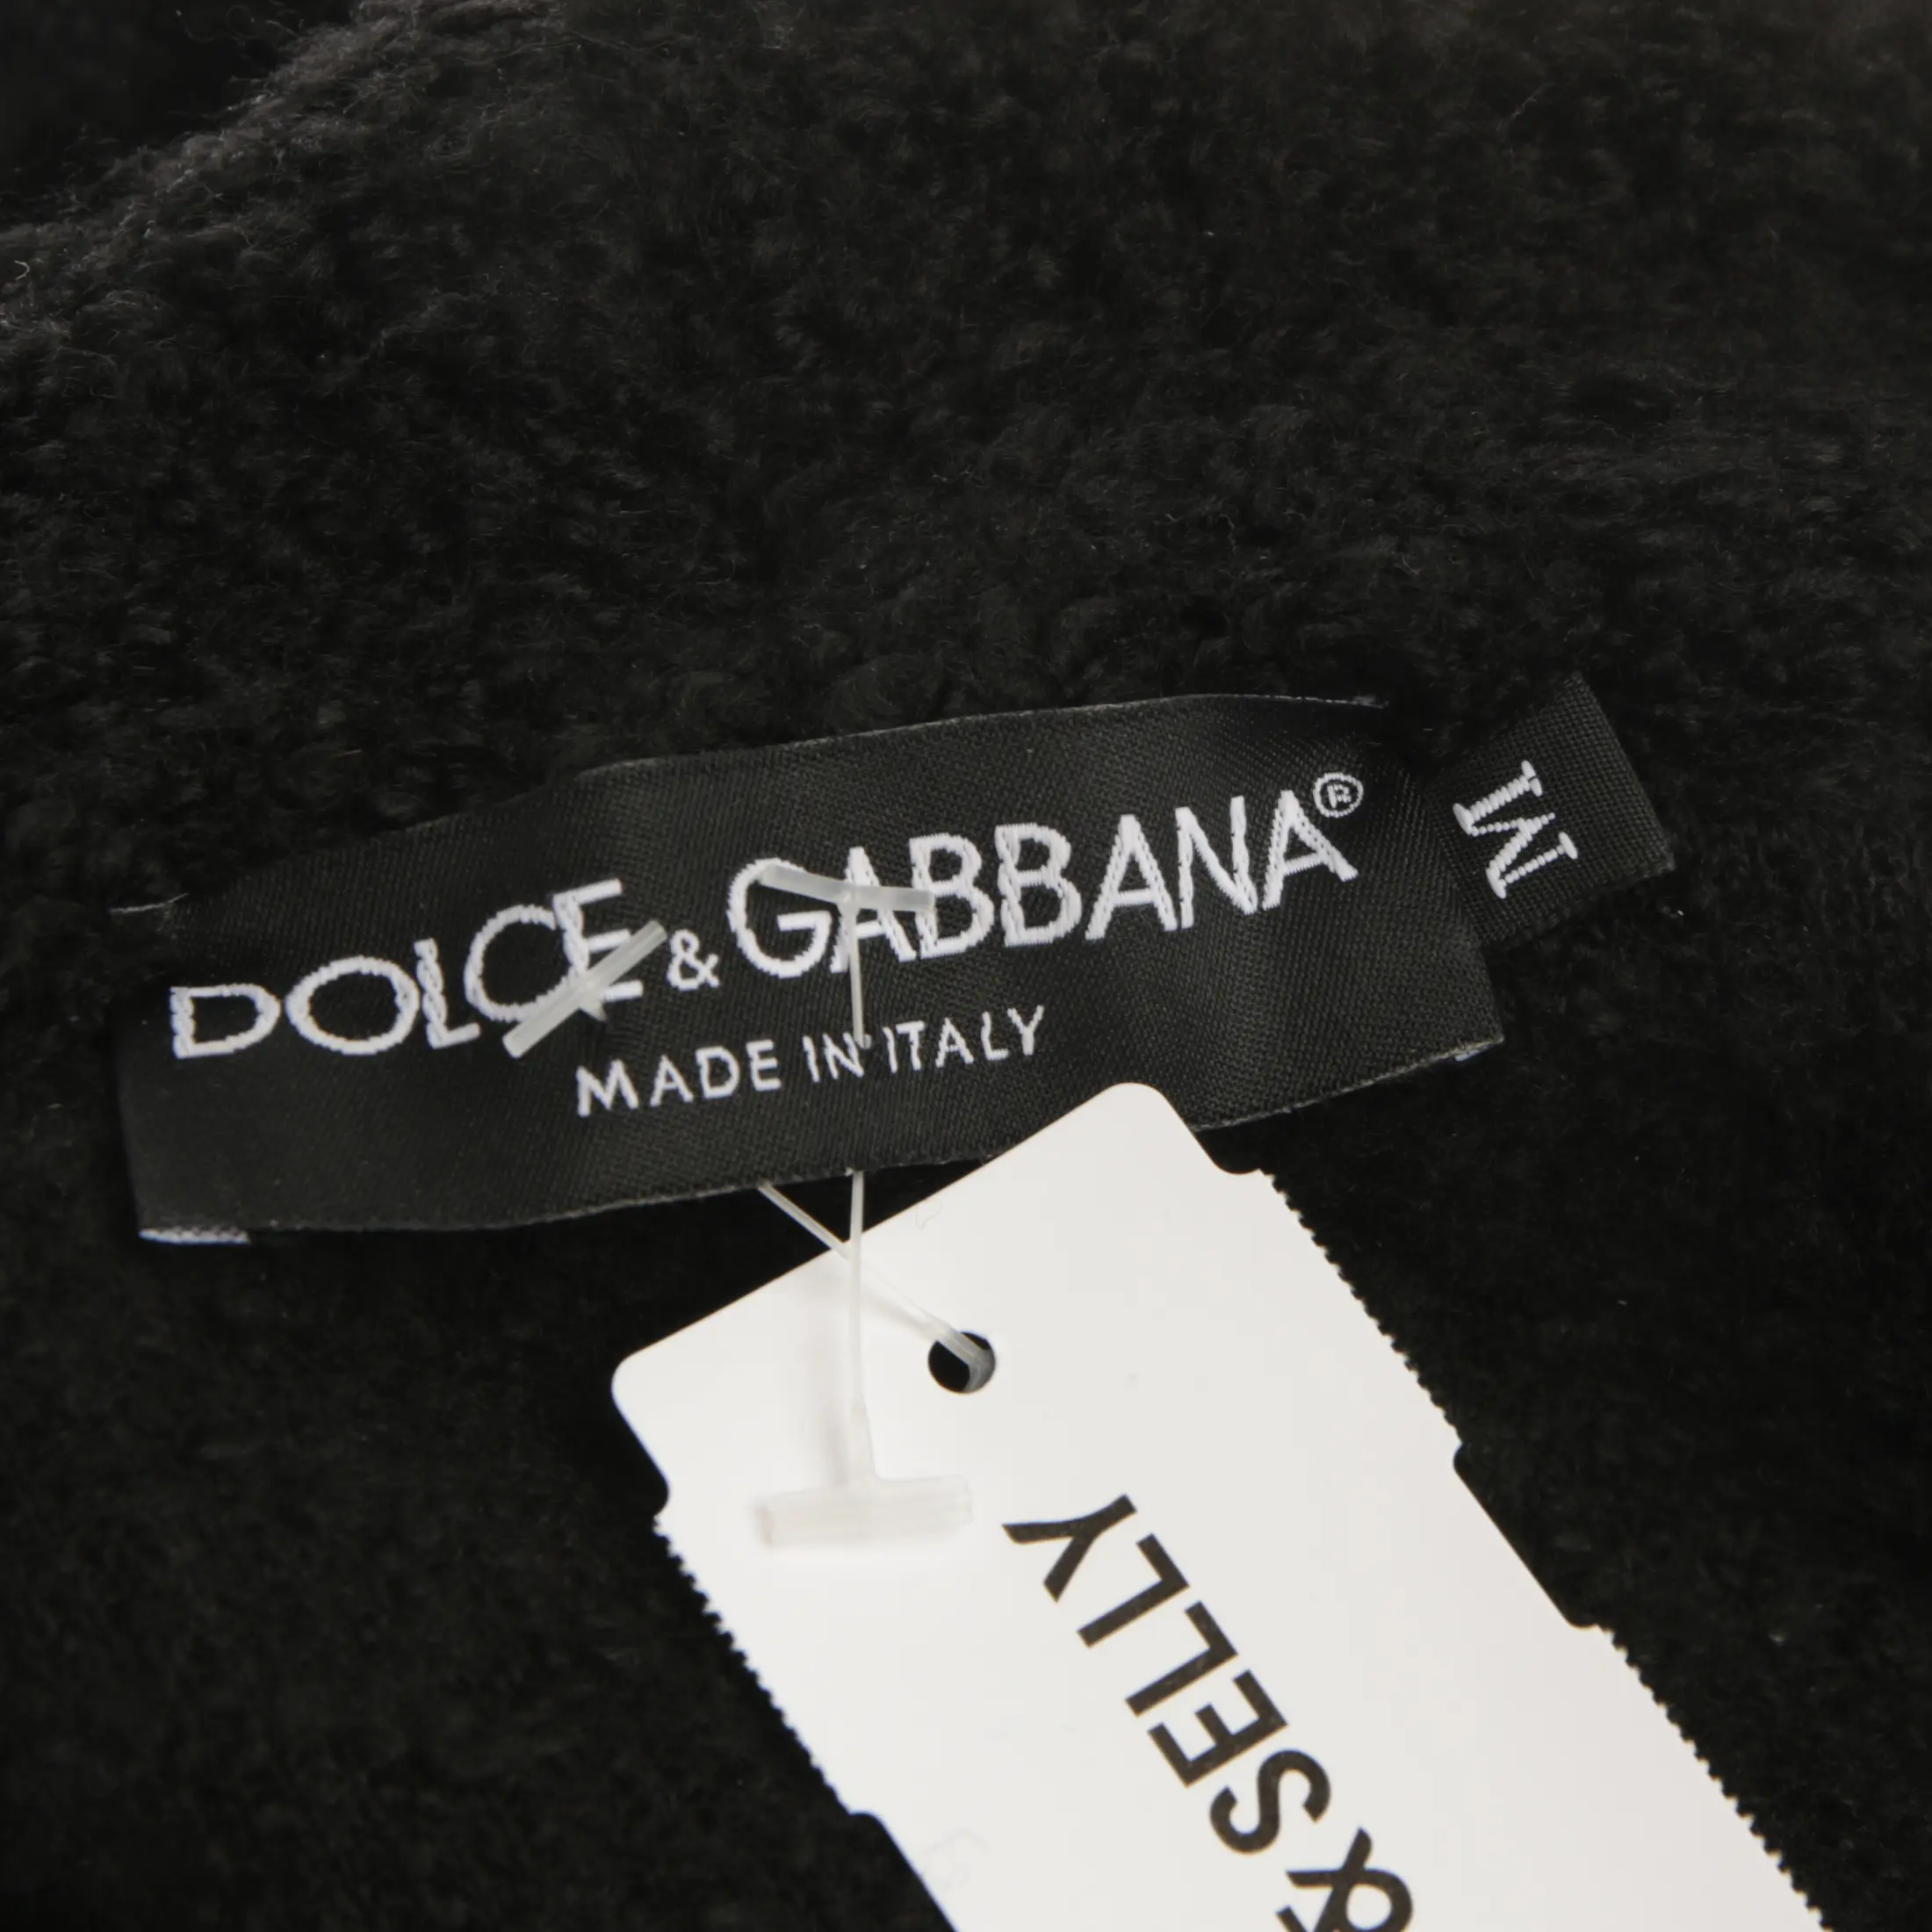 DOLCE & GABBANA®
MADE IN ITALY
M
& SELLY